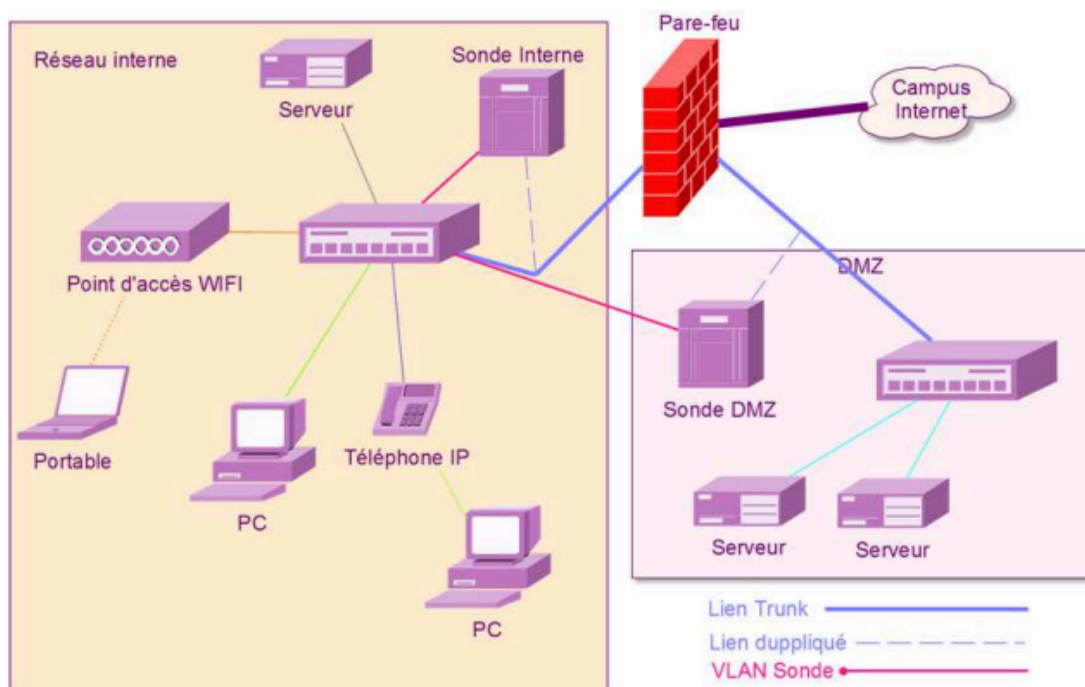 Pare-feu
Réseau interne
Sonde Interne
Serveur
Campus
Internet
Point d'accès WIFI
DMZ
Portable
Téléphone IP
PC
Sonde DMZ
PC
Serveur
Serveur
Lien Trunk
Lien duppliqué
VLAN Sonde